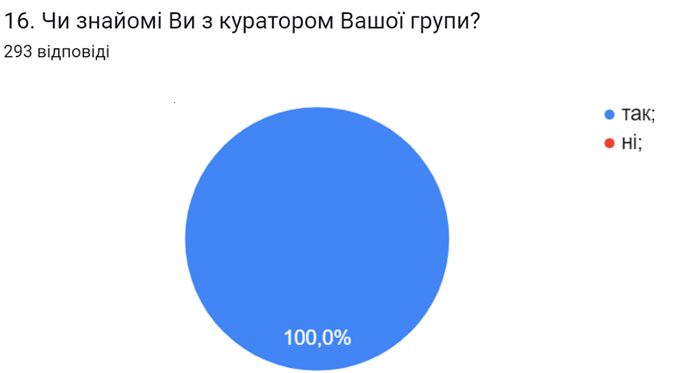 16. Чи знайомі Ви з куратором Вашої групи?
293 відповіді
так;
ні;
100,0%